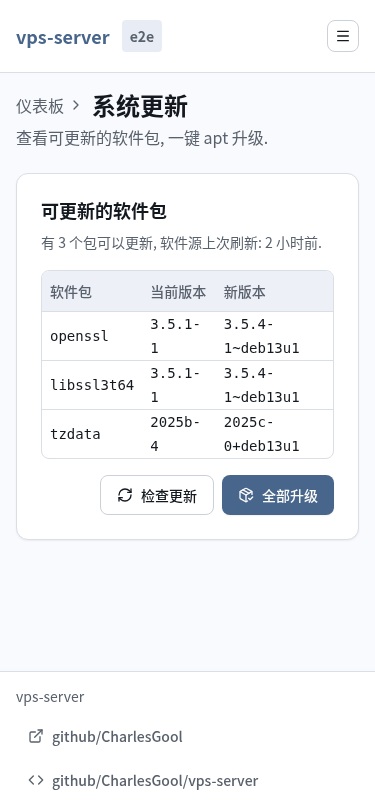 vps-server e2e
仪表板 > 系统更新
查看可更新的软件包, 一键 apt 升级.
可更新的软件包
有 3 个包可以更新, 软件源上次刷新: 2 小时前.
软件包 当前版本 新版本
openssl 3.5.1-1 3.5.4-1~deb13u1
libssl3t64 3.5.1-1 3.5.4-1~deb13u1
tzdata 2025b-4 2025c-0+deb13u1
检查更新 全部升级
vps-server
github/CharlesGool
github/CharlesGool/vps-server